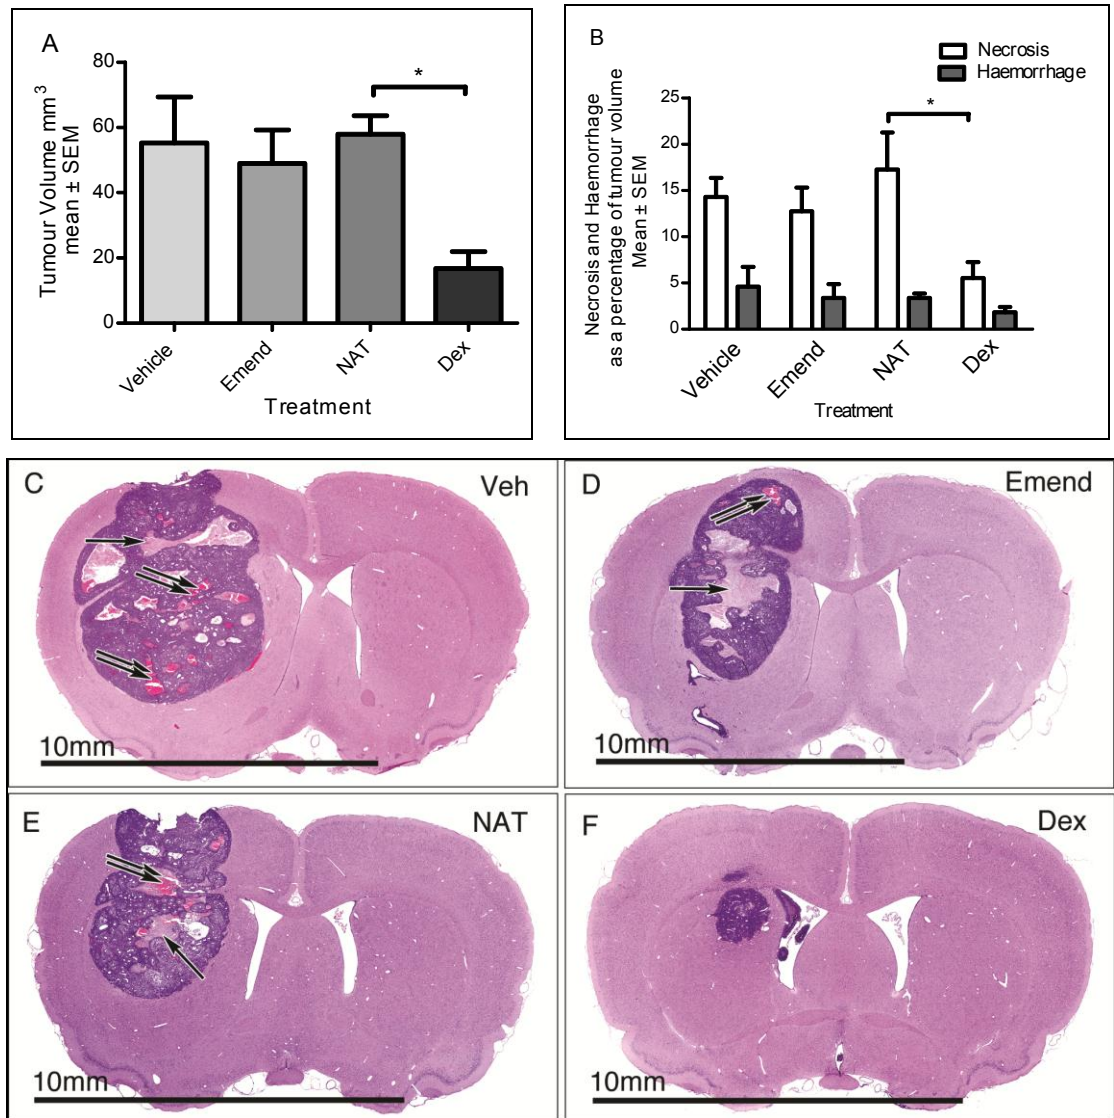 A
80
60
40
20
0
Tumour Volume mm3
mean ± SEM
*
Vehicle
Emend
NAT
Dex
Treatment
B
Necrosis
Haemorrhage
25
20
15
10
5
0
Necrosis and Haemorrhage
as a percentage of tumour volume
Mean ± SEM
*
Vehicle
Emend
NAT
Dex
Treatment
C
Veh
10mm
D
Emend
10mm
E
NAT
10mm
F
Dex
10mm